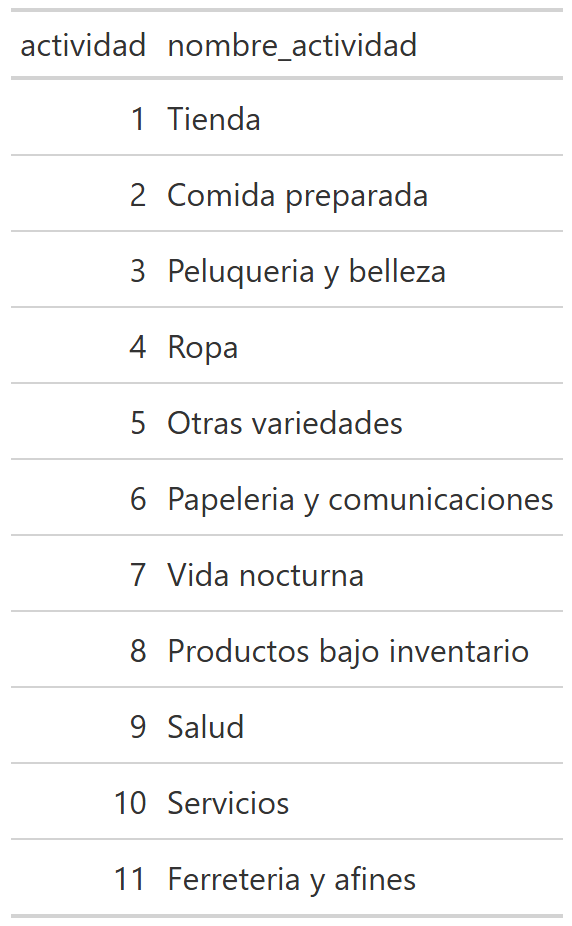 actividad nombre_actividad
1 Tienda
2 Comida preparada
3 Peluqueria y belleza
4 Ropa
5 Otras variedades
6 Papeleria y comunicaciones
7 Vida nocturna
8 Productos bajo inventario
9 Salud
10 Servicios
11 Ferreteria y afines